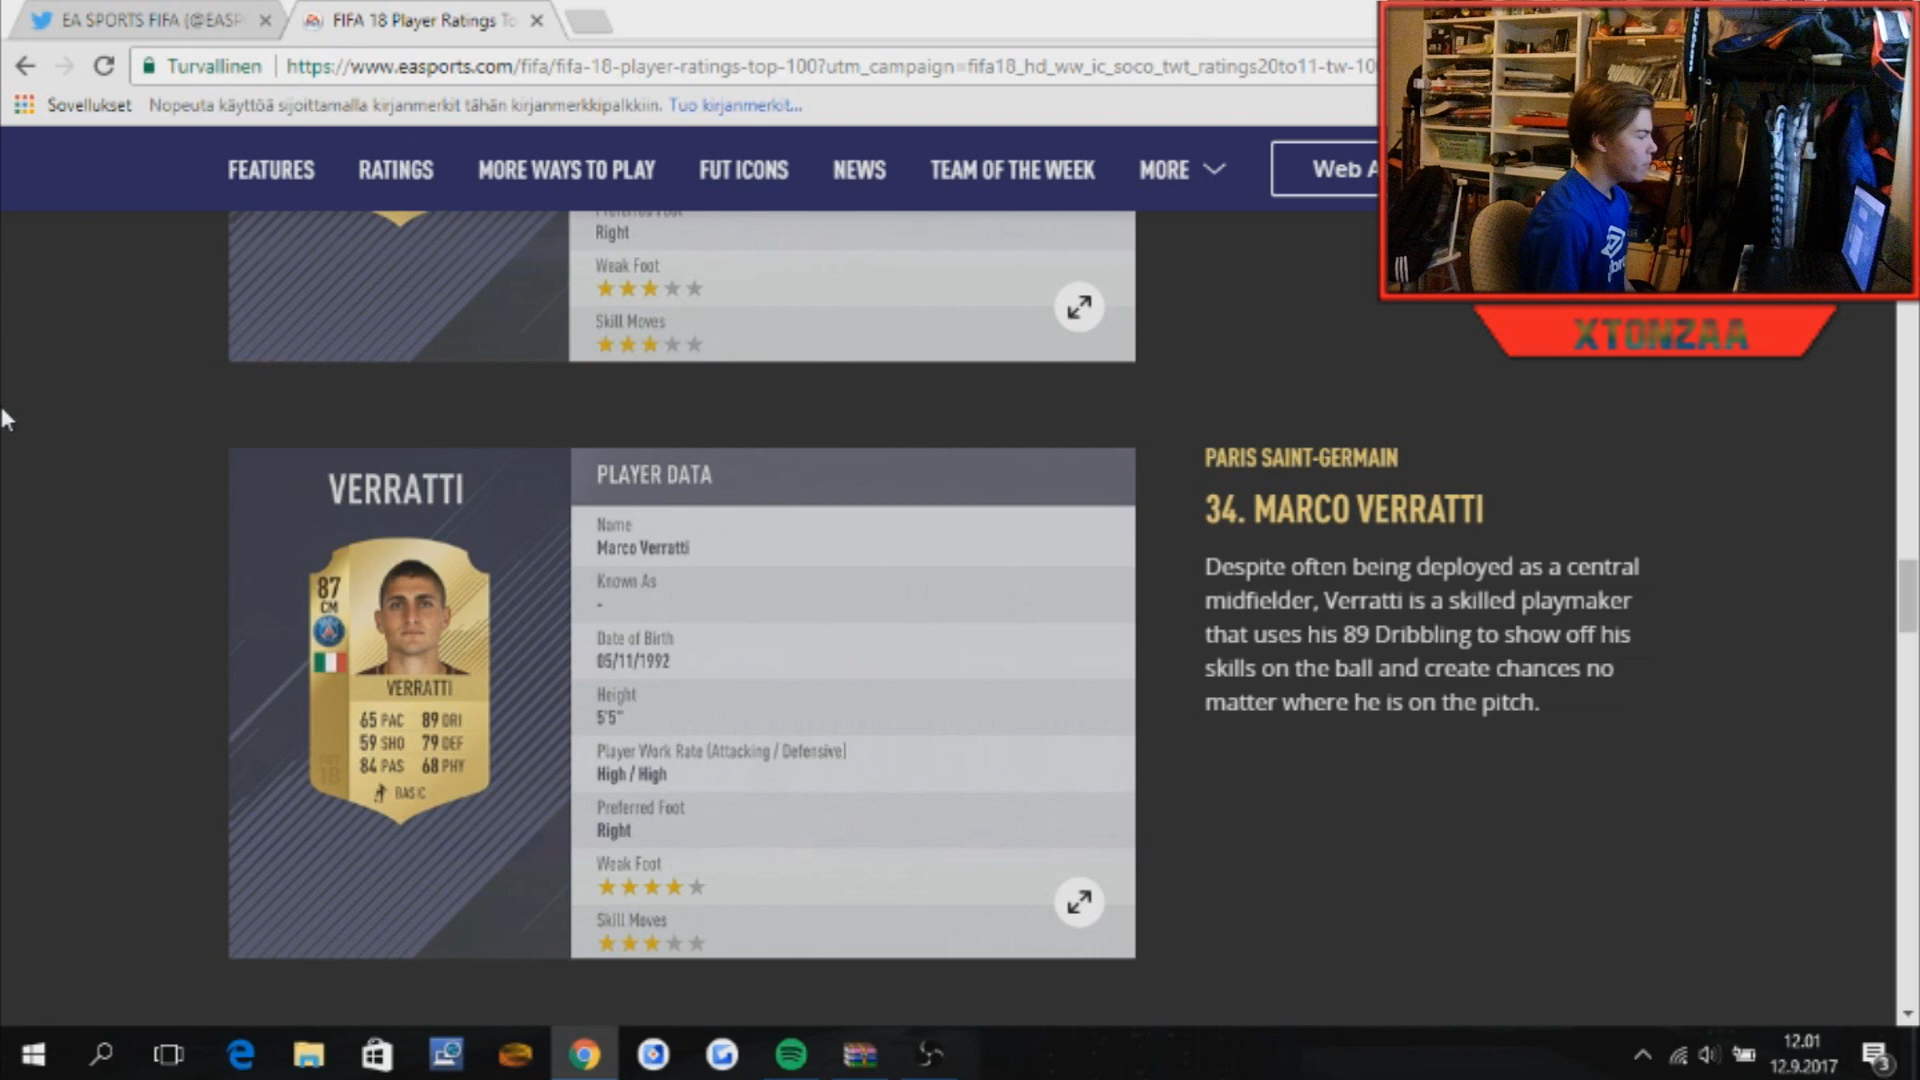 EA SPORTS FIFA (@EASP
FIFA 18 Player Ratings To
Turvallinen
https://www.easports.com/fifa/fifa-18-player-ratings-top-100?utm_campaign=fifa18_hd_ww_ic_soco_twt_ratings20to11-tw-10
Sovellukset Nopeuta käyttöä sijoittamalla kirjanmerkit tähän kirjanmerkkipalkkiin. Tuo kirjanmerkit...
FEATURES RATINGS MORE WAYS TO PLAY FUT ICONS NEWS TEAM OF THE WEEK MORE Web A
Preferred Foot
Right
Weak Foot
Skill Moves
XTONZAA
VERRATTI
87
CM
VERRATTI
65 PAC 89 DRI
59 SHO 79 DEF
84 PAS 68 PHY
BASIC
PLAYER DATA
Name
Marco Verratti
Known As
-
Date of Birth
05/11/1992
Height
5'5"
Player Work Rate (Attacking / Defensive)
High / High
Preferred Foot
Right
Weak Foot
Skill Moves
PARIS SAINT-GERMAIN
34. MARCO VERRATTI
Despite often being deployed as a central
midfielder, Verratti is a skilled playmaker
that uses his 89 Dribbling to show off his
skills on the ball and create chances no
matter where he is on the pitch.
12.01
12.9.2017
3